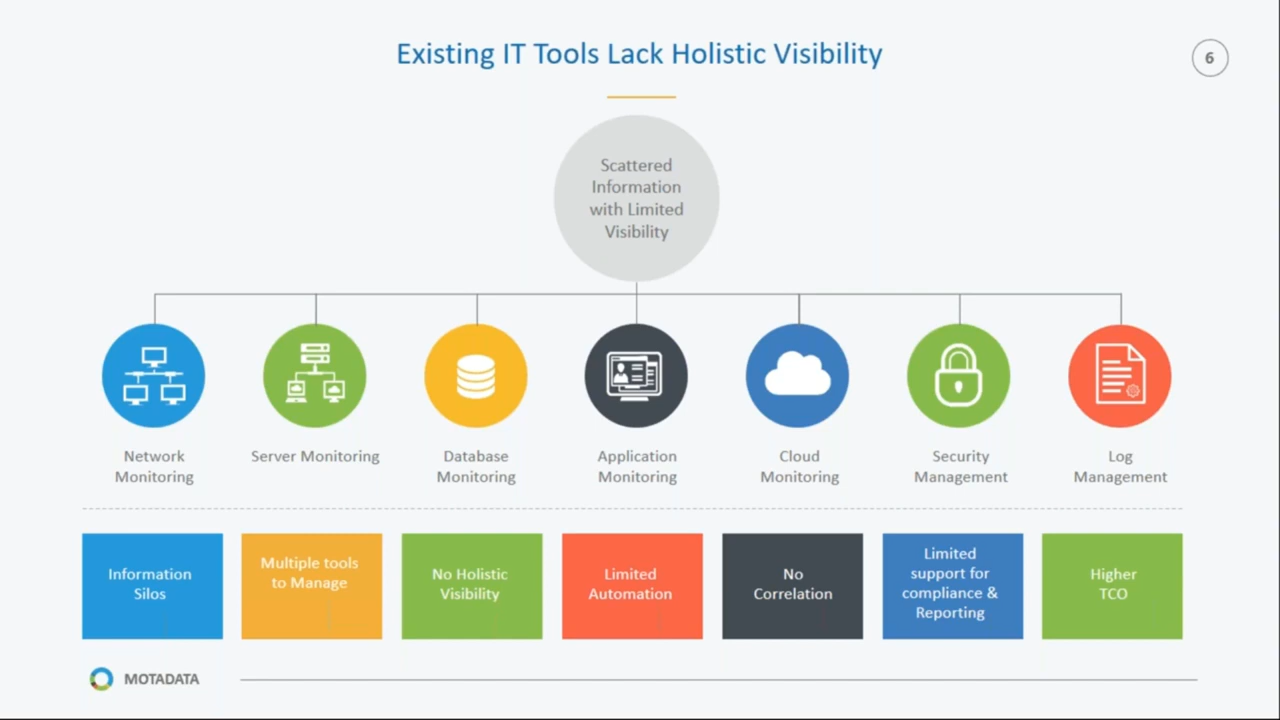 Existing IT Tools Lack Holistic Visibility
6
Scattered
Information
with Limited
Visibility
Network
Monitoring
Server Monitoring
Database
Monitoring
Application
Monitoring
Cloud
Monitoring
Security
Management
Log
Management
Information
Silos
Multiple tools
to Manage
No Holistic
Visibility
Limited
Automation
No
Correlation
Limited
support for
compliance &
Reporting
Higher
TCO
MOTADATA